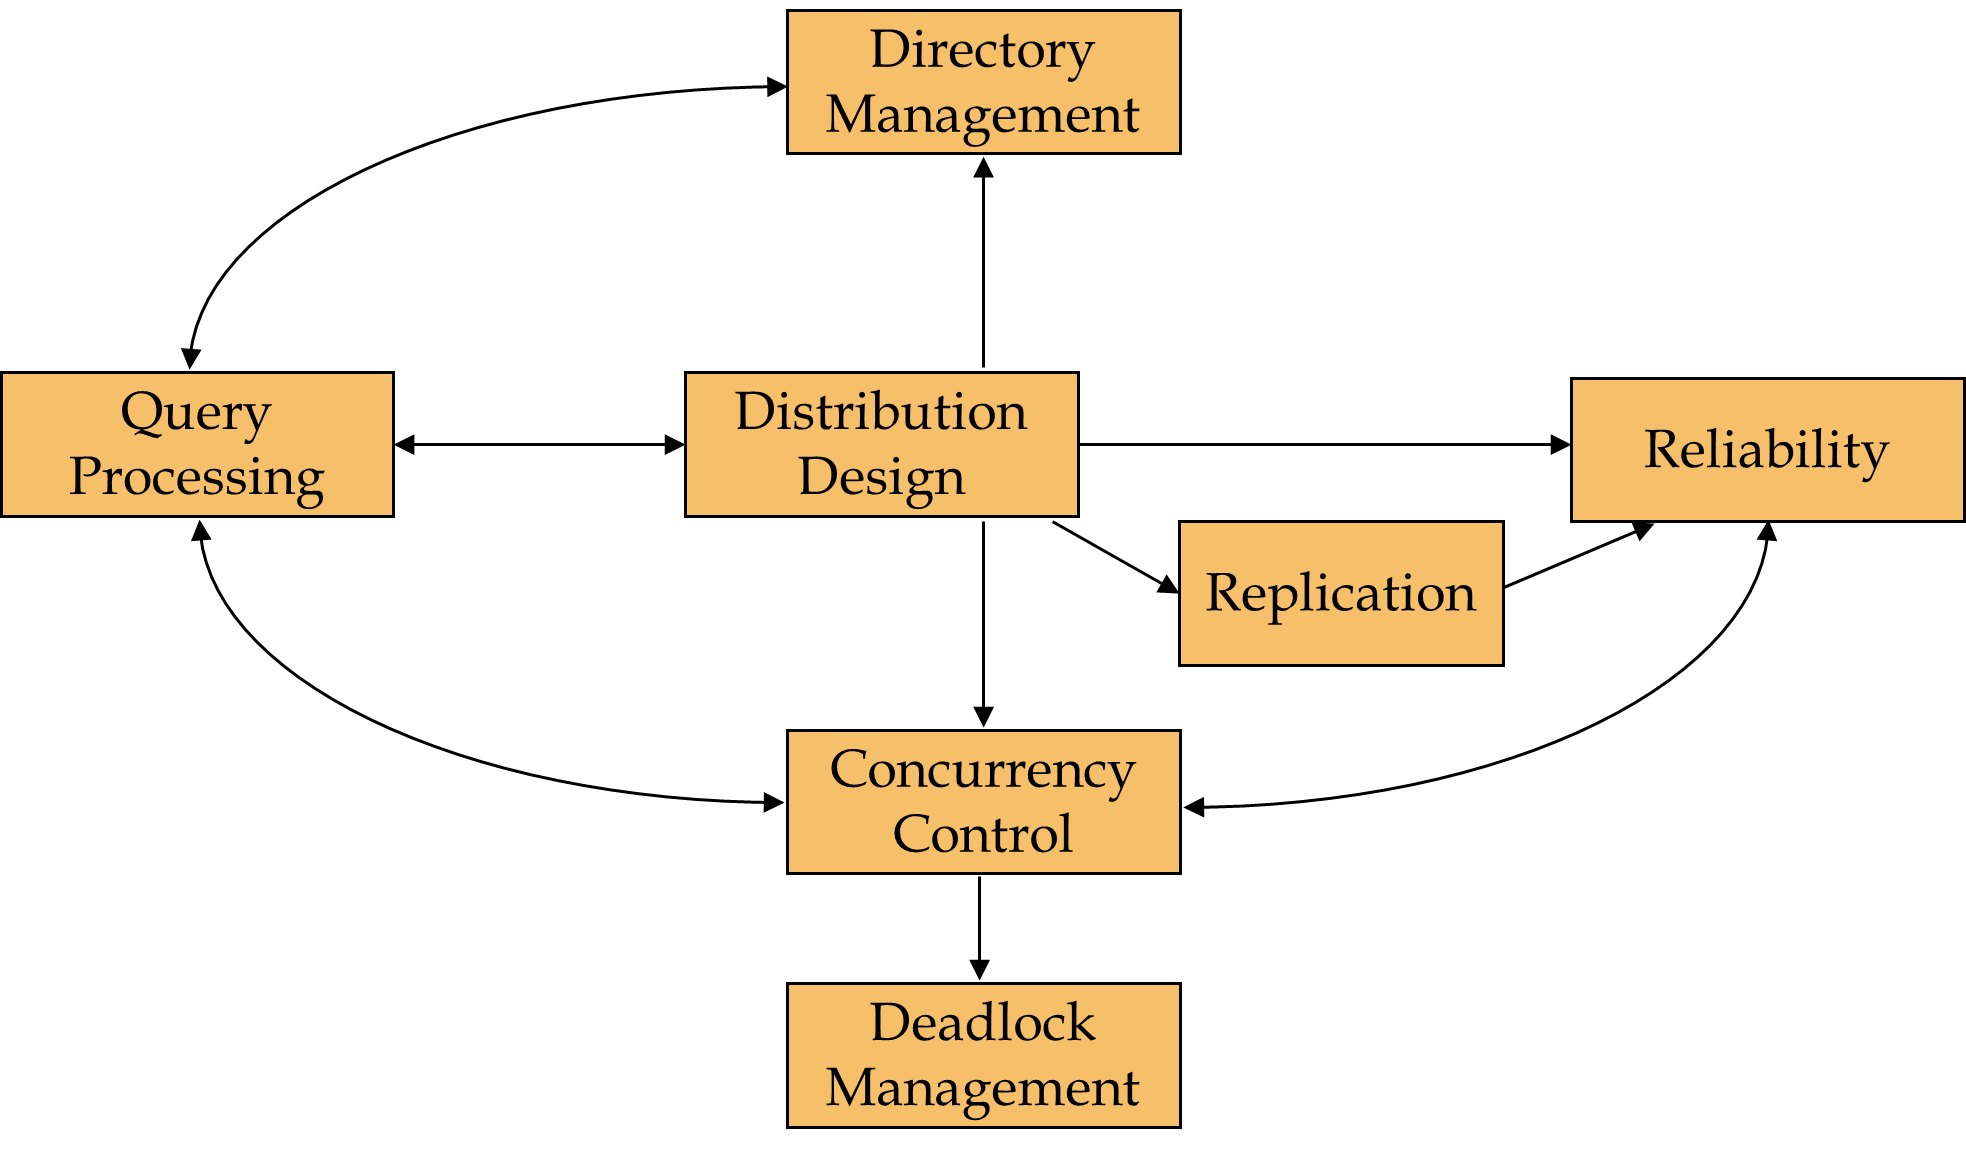 Directory
Management
Query
Processing
Distribution
Design
Reliability
Replication
Concurrency
Control
Deadlock
Management